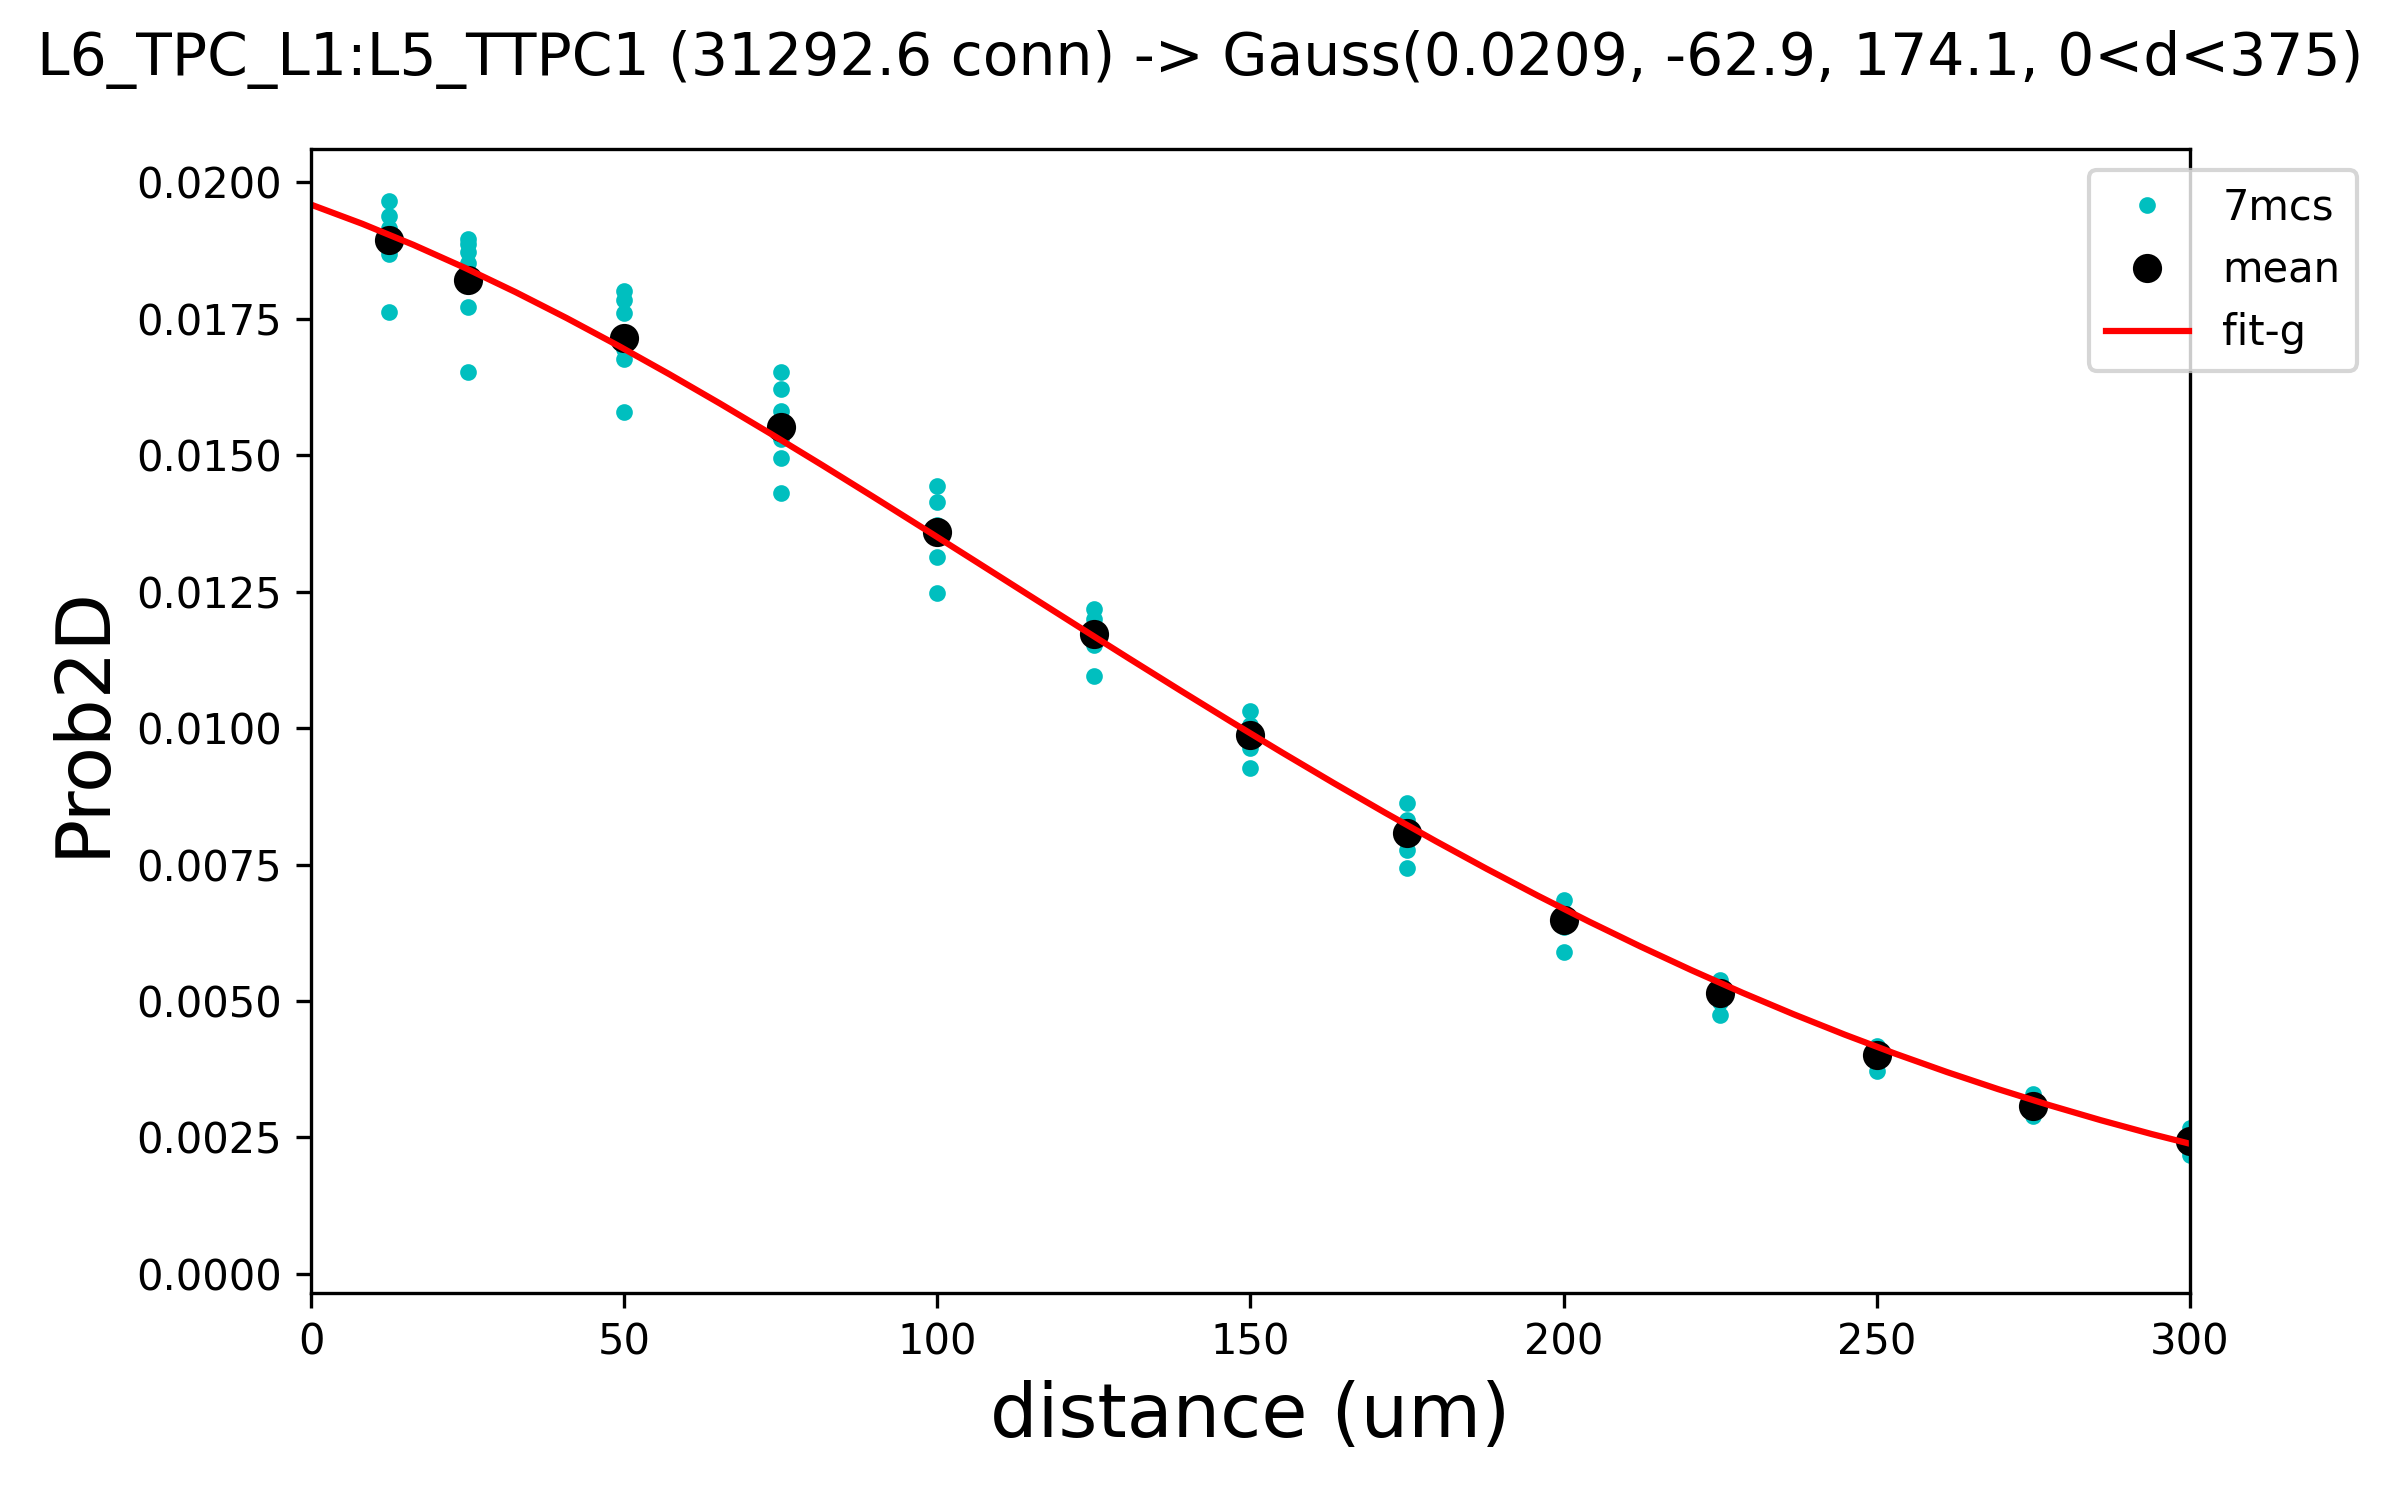 L6_TPC_L1:L5_TTPC1 (31292.6 conn) -> Gauss(0.0209, -62.9, 174.1, 0<d<375)
7mcs
mean
fit-g
Prob2D
0.0200
0.0175
0.0150
0.0125
0.0100
0.0075
0.0050
0.0025
0.0000
0 50 100 150 200 250 300
distance (um)